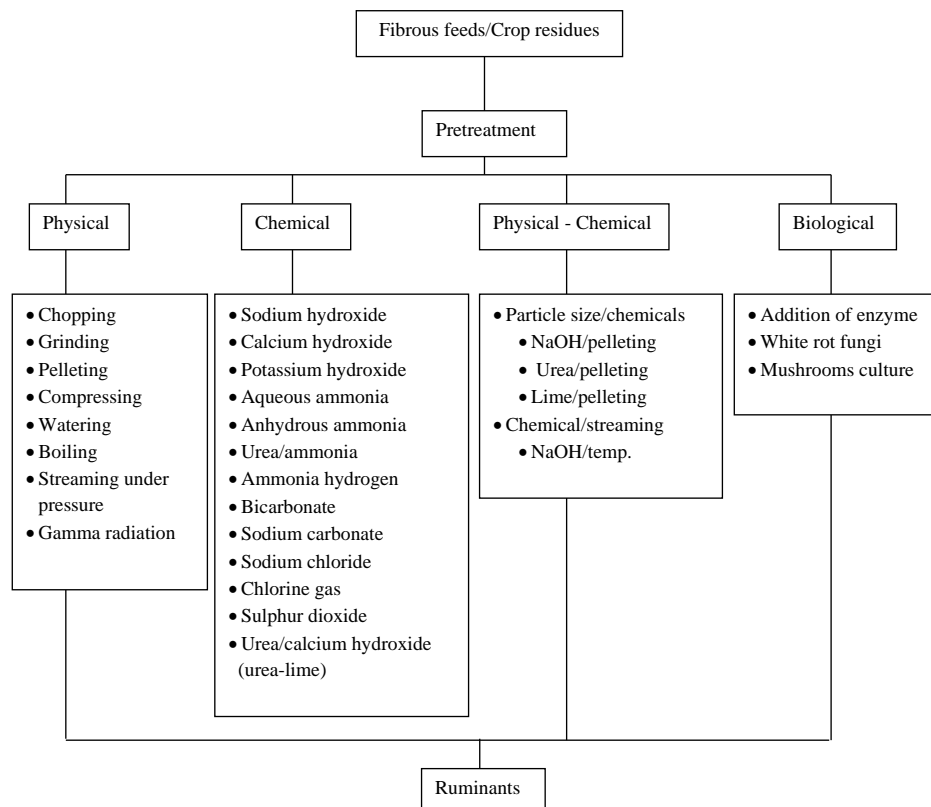 Fibrous feeds/Crop residues
Pretreatment
Physical
Chemical
Physical - Chemical
Biological
• Chopping
• Grinding
• Pelleting
• Compressing
• Watering
• Boiling
• Streaming under
pressure
• Gamma radiation
• Sodium hydroxide
• Calcium hydroxide
• Potassium hydroxide
• Aqueous ammonia
• Anhydrous ammonia
• Urea/ammonia
• Ammonia hydrogen
• Bicarbonate
• Sodium carbonate
• Sodium chloride
• Chlorine gas
• Sulphur dioxide
• Urea/calcium hydroxide
(urea-lime)
• Particle size/chemicals
• NaOH/pelleting
• Urea/pelleting
• Lime/pelleting
• Chemical/streaming
• NaOH/temp.
• Addition of enzyme
• White rot fungi
• Mushrooms culture
Ruminants